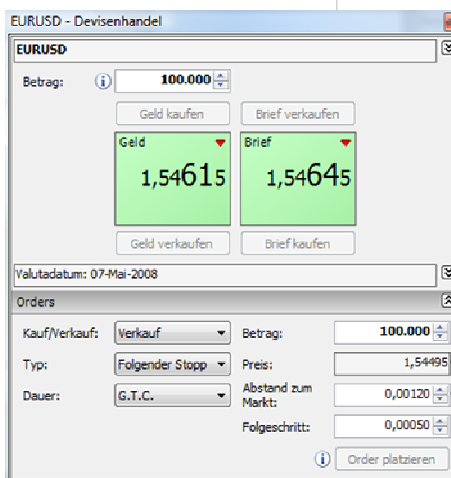 EURUSD - Devisenhandel
EURUSD
Betrag: 100.000
Geld kaufen Brief verkaufen
Geld Brief
1,54615 1,54645
Geld verkaufen Brief kaufen
Valutadatum: 07-Mai-2008
Orders
Kauf/Verkauf: Verkauf Betrag: 100.000
Typ: Folgender Stopp Preis: 1,54495
Dauer: G.T.C. Abstand zum
Markt: 0,00120
Folgeschritt: 0,00050
Order platzieren